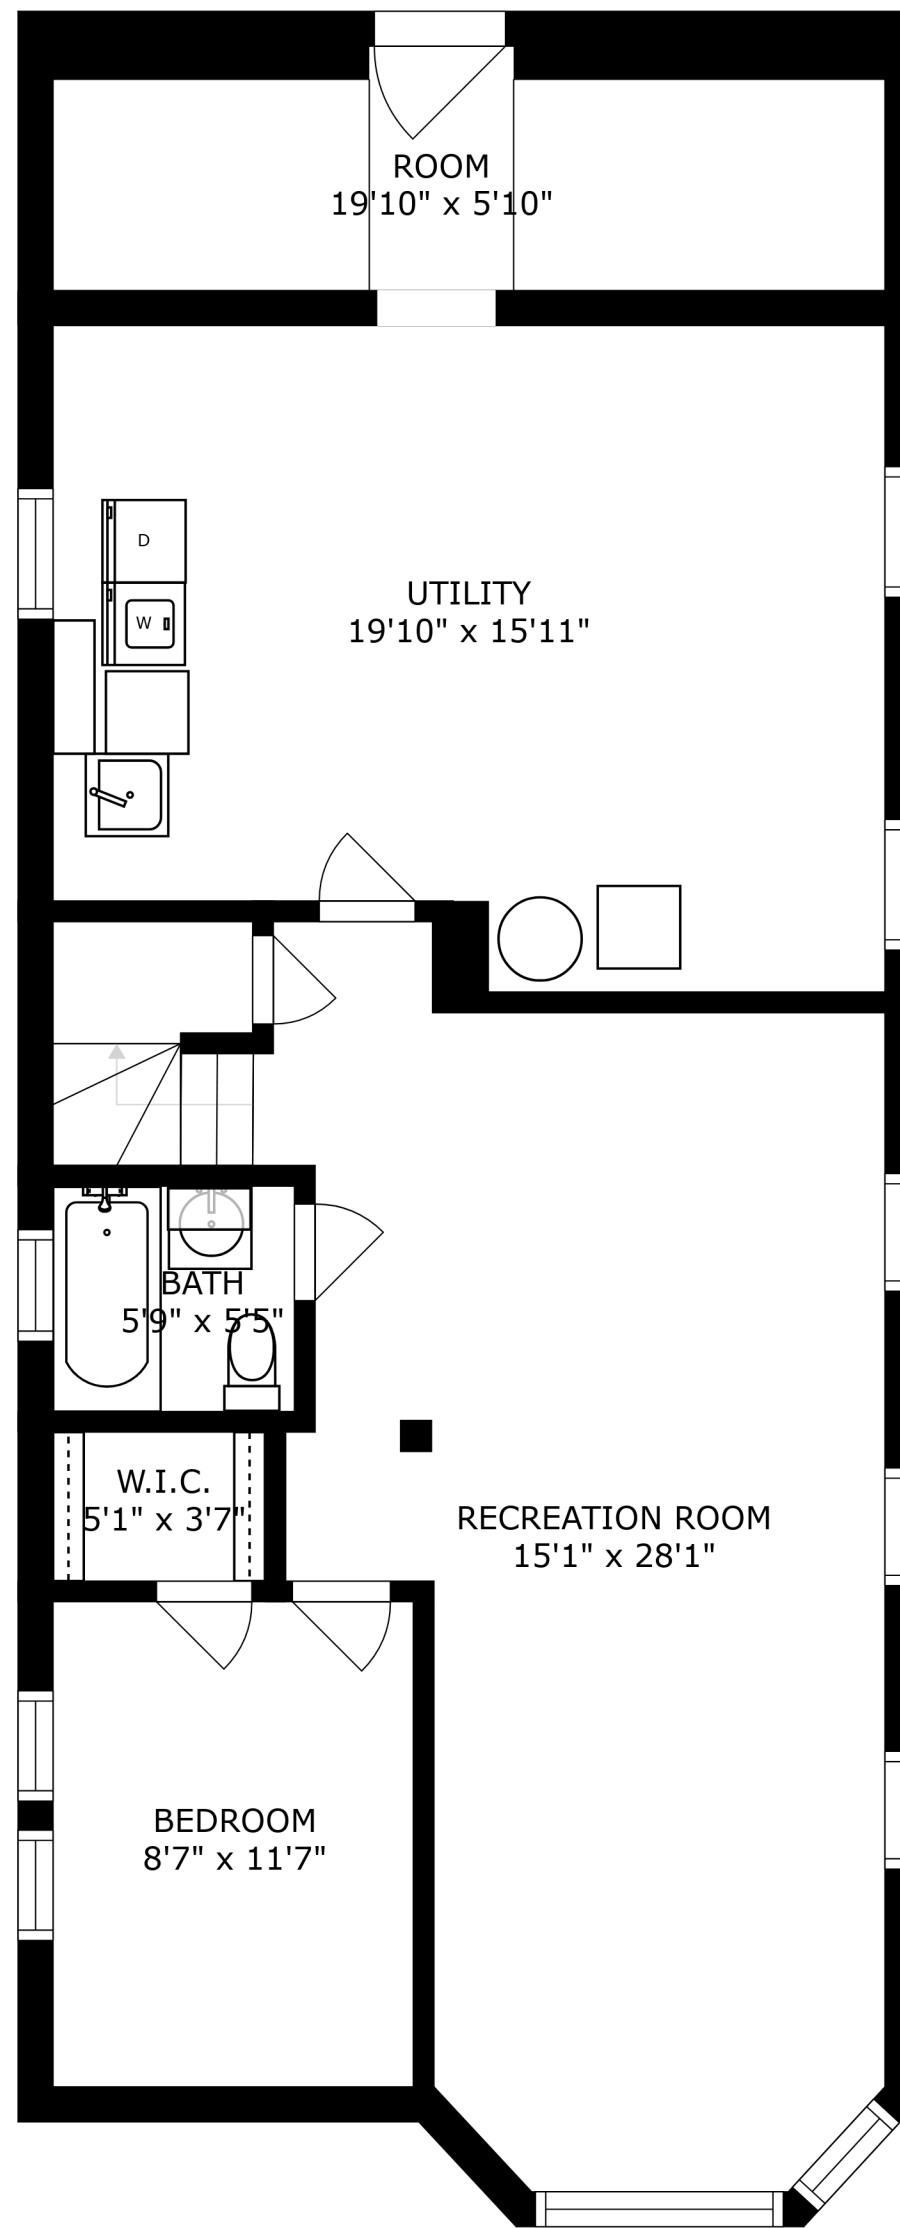 ROOM
19'10" x 5'10"
D
UTILITY
19'10" x 15'11"
W
BATH
5'9" x 5'5"
W.I.C.
5'1" x 3'7"
RECREATION ROOM
15'1" x 28'1"
BEDROOM
8'7" x 11'7"